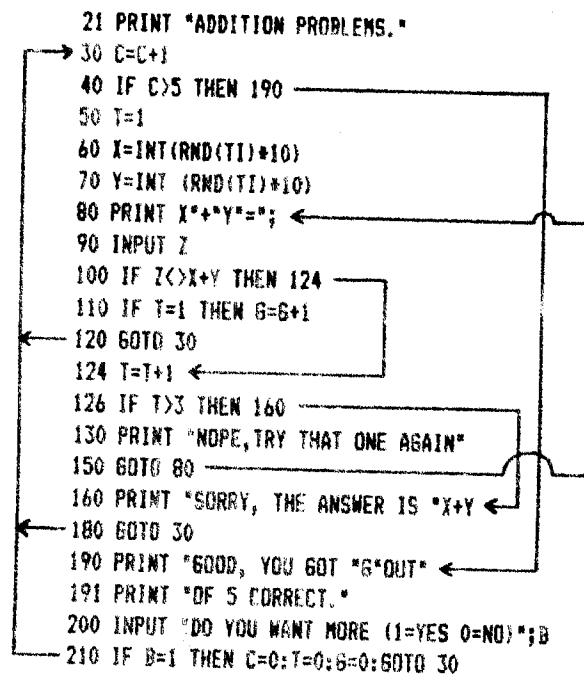 21 PRINT "ADDITION PROBLEMS."
30 C=C+1
40 IF C>5 THEN 190
50 T=1
60 X=INT(RND(TI)*10)
70 Y=INT (RND(TI)*10)
80 PRINT X"+"Y"=";
90 INPUT Z
100 IF Z<>X+Y THEN 124
110 IF T=1 THEN G=G+1
120 GOTO 30
124 T=T+1
126 IF T>3 THEN 160
130 PRINT "NOPE,TRY THAT ONE AGAIN"
150 GOTO 80
160 PRINT "SORRY, THE ANSWER IS "X+Y
180 GOTO 30
190 PRINT "GOOD, YOU GOT "G"OUT"
191 PRINT "OF 5 CORRECT."
200 INPUT "DO YOU WANT MORE (1=YES 0=NO)";B
210 IF B=1 THEN C=0:T=0:G=0:GOTO 30